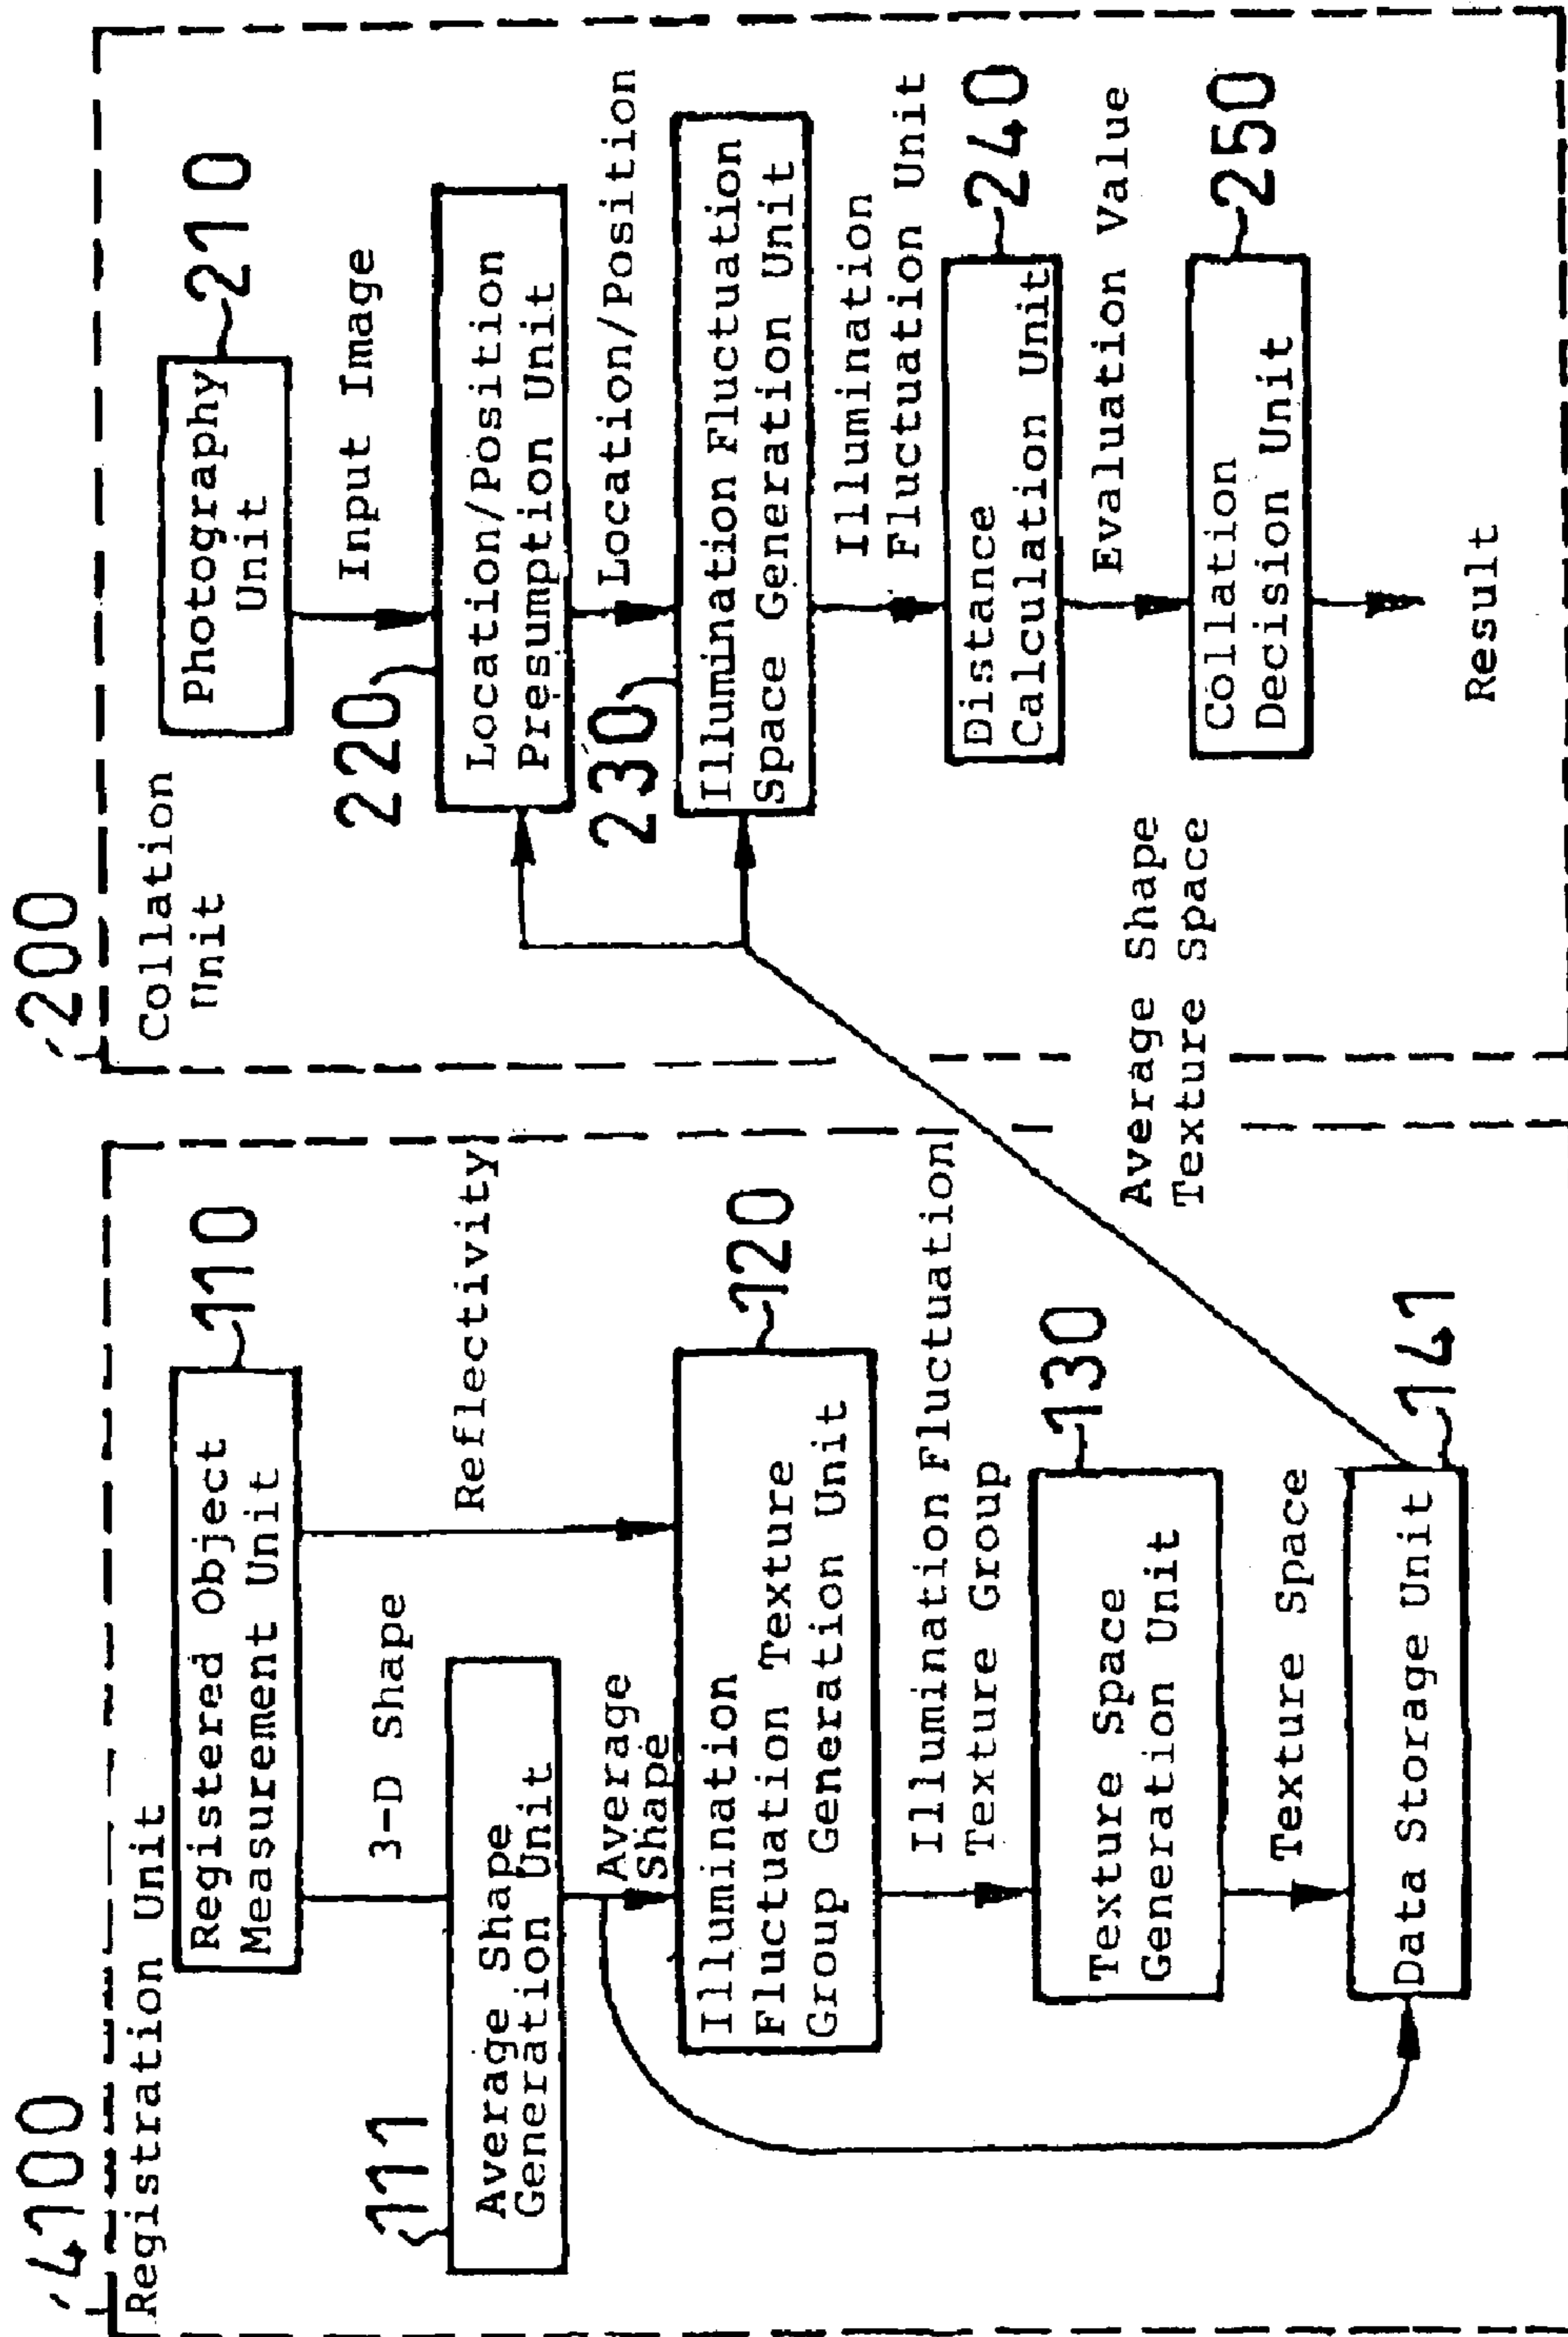 4100
Registration Unit
Registered Object
Measurement Unit
110
3-D Shape
Reflectivity
111
Average Shape
Generation Unit
Average
Shape
Illumination
Fluctuation Texture
Group Generation Unit
120
Illumination Fluctuation
Texture Group
Texture Space
Generation Unit
130
Texture Space
Data Storage Unit
141
Average Shape
Texture Space
200
Collation
Unit
Photography
Unit
210
Input Image
220
Location/Position
Presumption Unit
Location/Position
230
Illumination Fluctuation
Space Generation Unit
Illumination
Fluctuation Unit
Distance
Calculation Unit
240
Evaluation Value
Collation
Decision Unit
250
Result